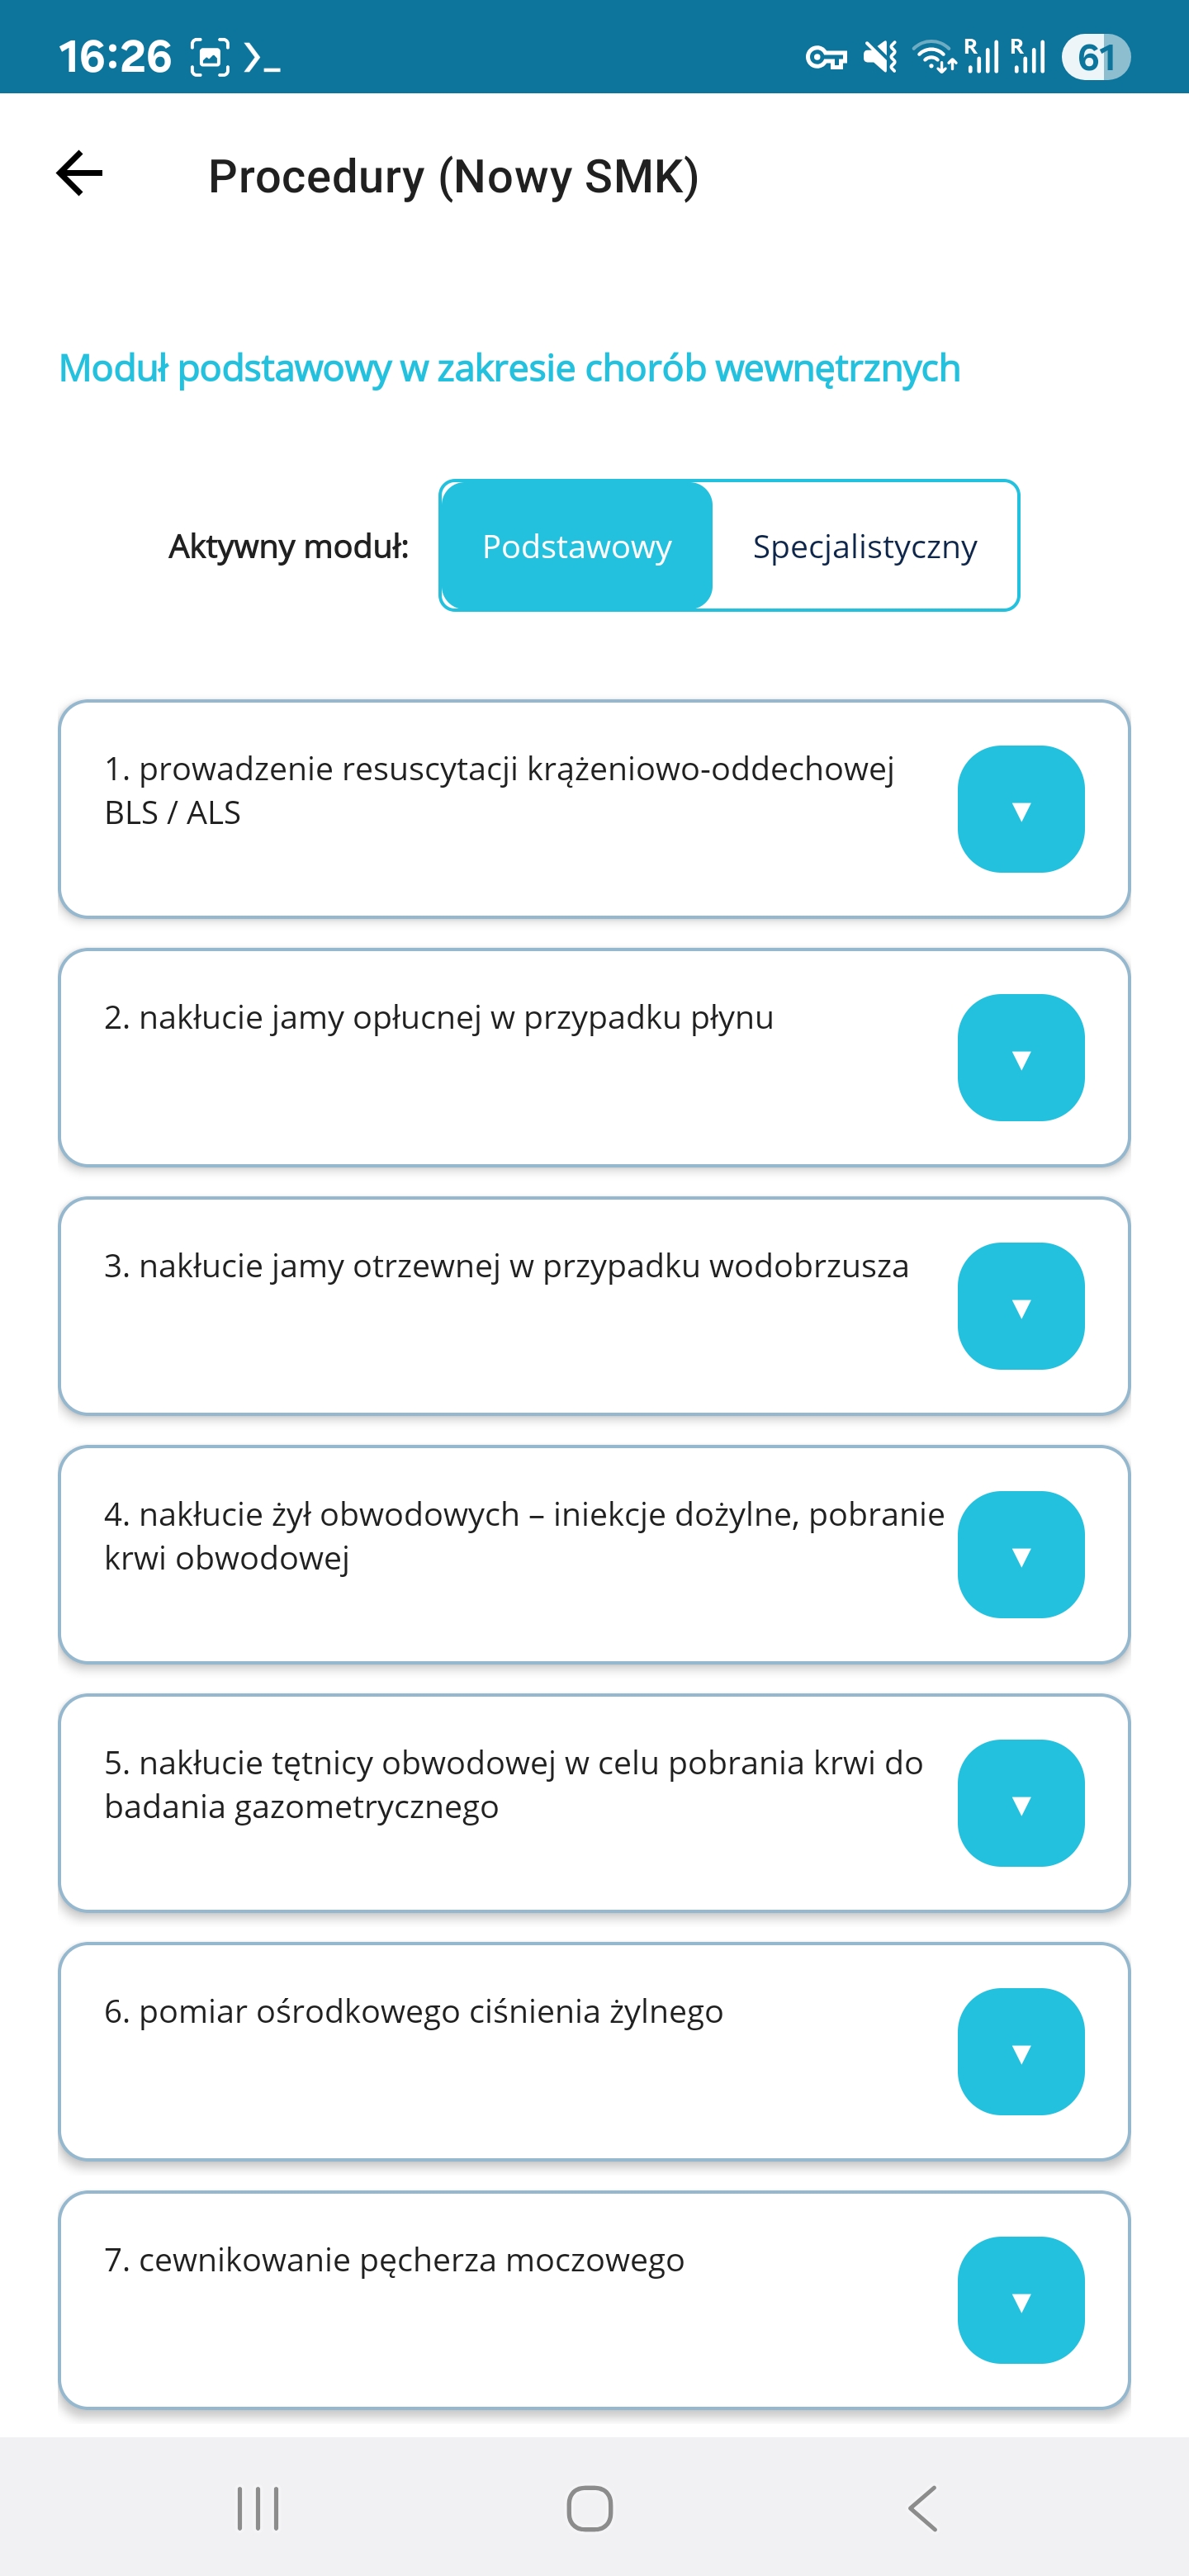 16:26
R R 61
Procedury (Nowy SMK)
Moduł podstawowy w zakresie chorób wewnętrznych
Aktywny moduł: Podstawowy Specjalistyczny
1. prowadzenie resuscytacji krążeniowo-oddechowej
BLS / ALS
2. nakłucie jamy opłucnej w przypadku płynu
3. nakłucie jamy otrzewnej w przypadku wodobrzusza
4. nakłucie żył obwodowych – iniekcje dożylne, pobranie
krwi obwodowej
5. nakłucie tętnicy obwodowej w celu pobrania krwi do
badania gazometrycznego
6. pomiar ośrodkowego ciśnienia żylnego
7. cewnikowanie pęcherza moczowego